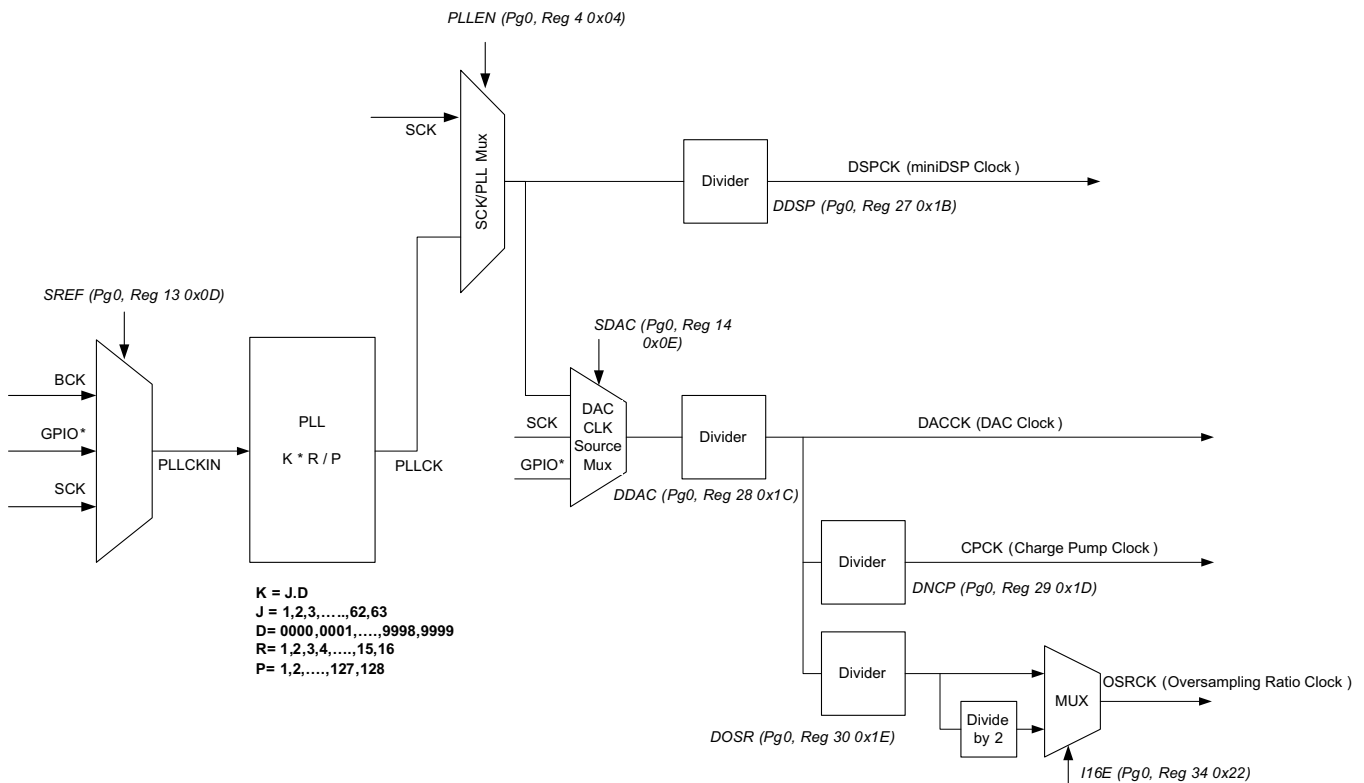 PLLEN (Pg0, Reg 4 0x04)
SCK
SCK/PLL Mux
Divider
DSPCK (miniDSP Clock )
DDSP (Pg0, Reg 27 0x1B)
SREF (Pg0, Reg 13 0x0D)
BCK
GPIO*
SCK
PLLCKIN
PLL
K * R / P
PLLCK
K = J.D
J = 1,2,3,…..,62,63
D= 0000,0001,….,9998,9999
R= 1,2,3,4,….,15,16
P= 1,2,….,127,128
SDAC (Pg0, Reg 14
0x0E)
SCK
GPIO*
DAC
CLK
Source
Mux
Divider
DACCK (DAC Clock )
DDAC (Pg0, Reg 28 0x1C)
Divider
CPCK (Charge Pump Clock )
DNCP (Pg0, Reg 29 0x1D)
Divider
DOSR (Pg0, Reg 30 0x1E)
Divide
by 2
MUX
OSRCK (Oversampling Ratio Clock )
I16E (Pg0, Reg 34 0x22)